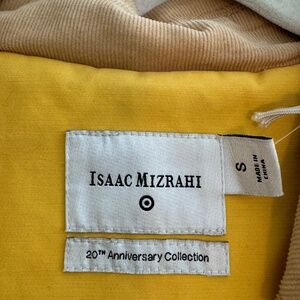 ISAAC MIZRAHI
S
MADE IN
CHINA
20TH Anniversary Collection